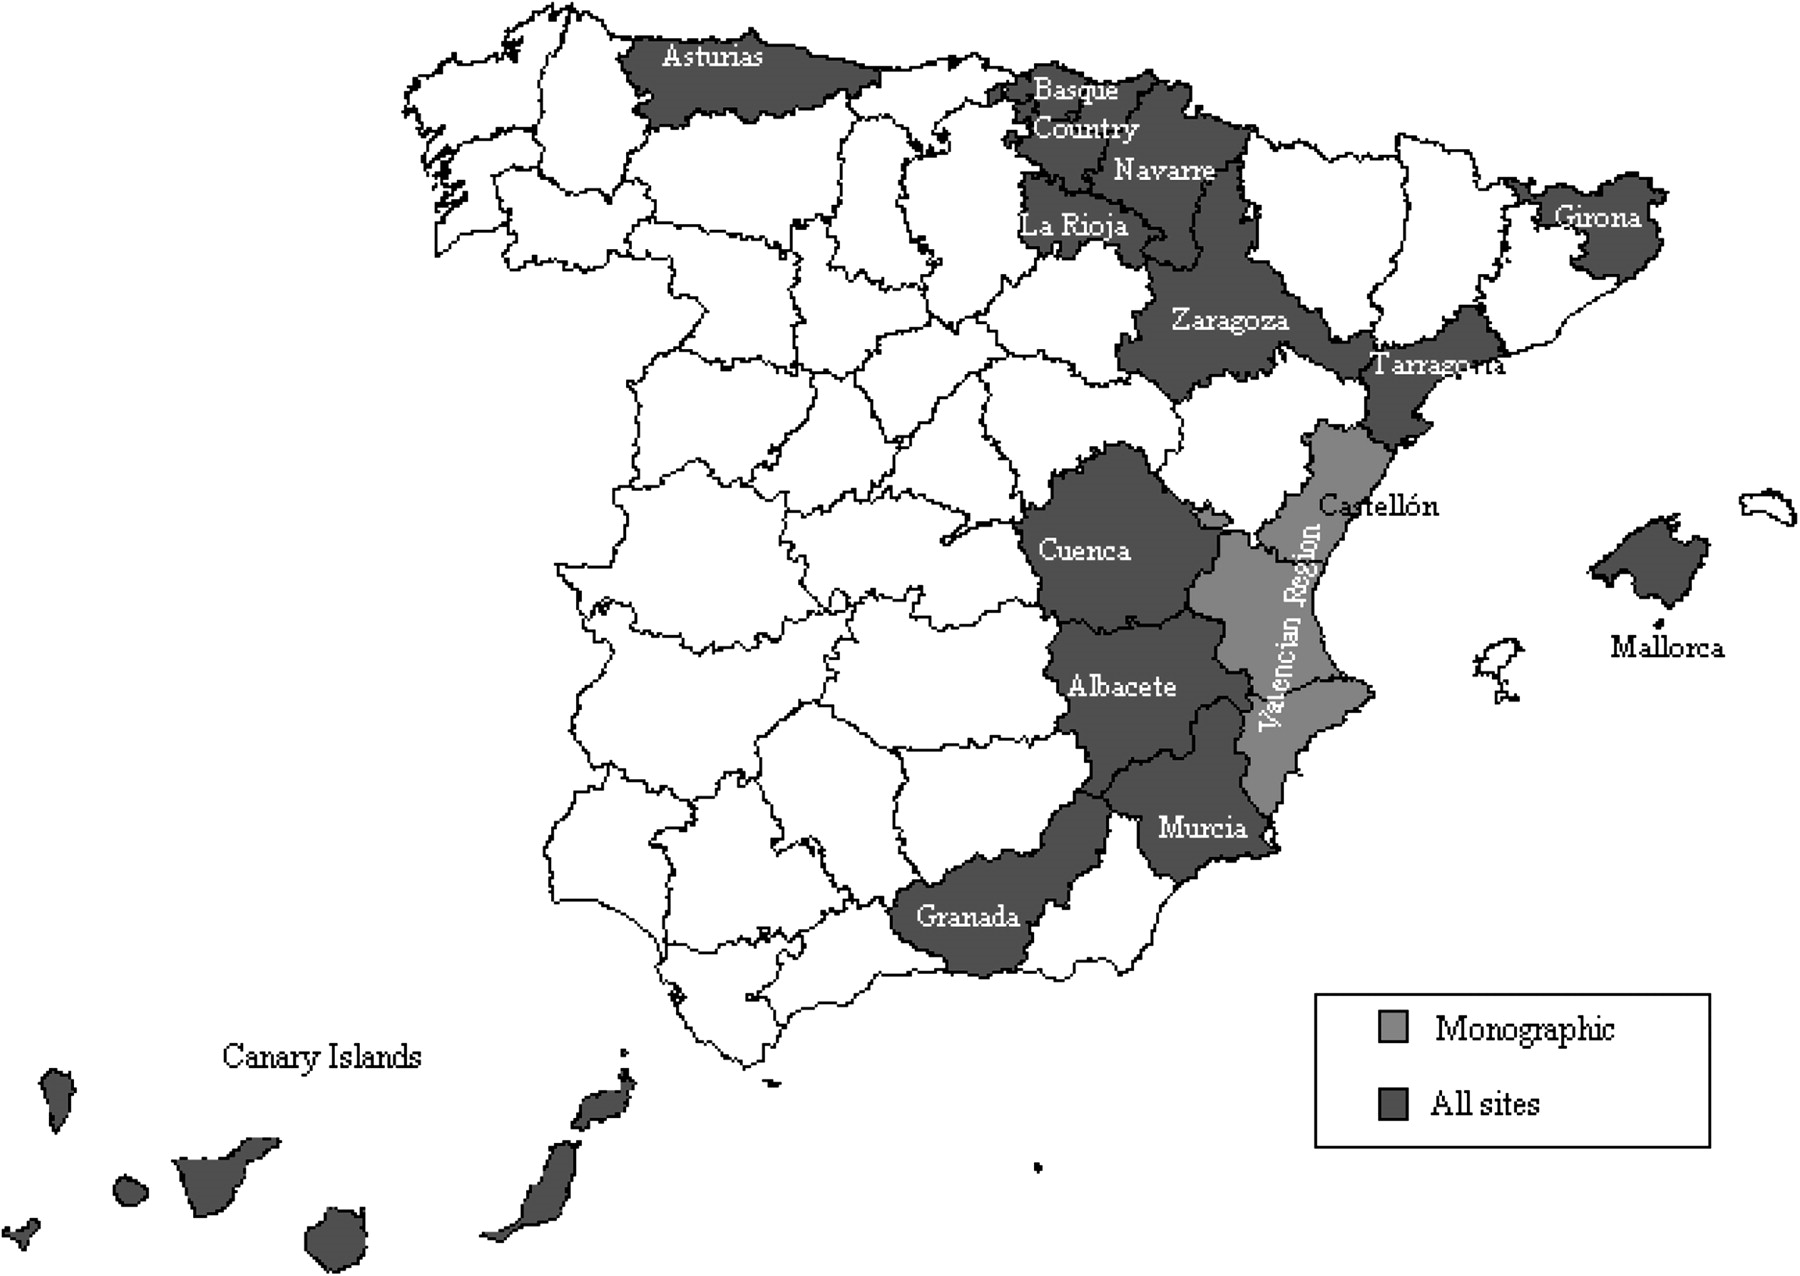 Asturias
Basque
Country
Navarre
La Rioja
Girona
Zaragoza
Tarragona
Castellón
Cuenca
Valencian Region
Mallorca
Albacete
Murcia
Granada
Canary Islands
Monographic
All sites